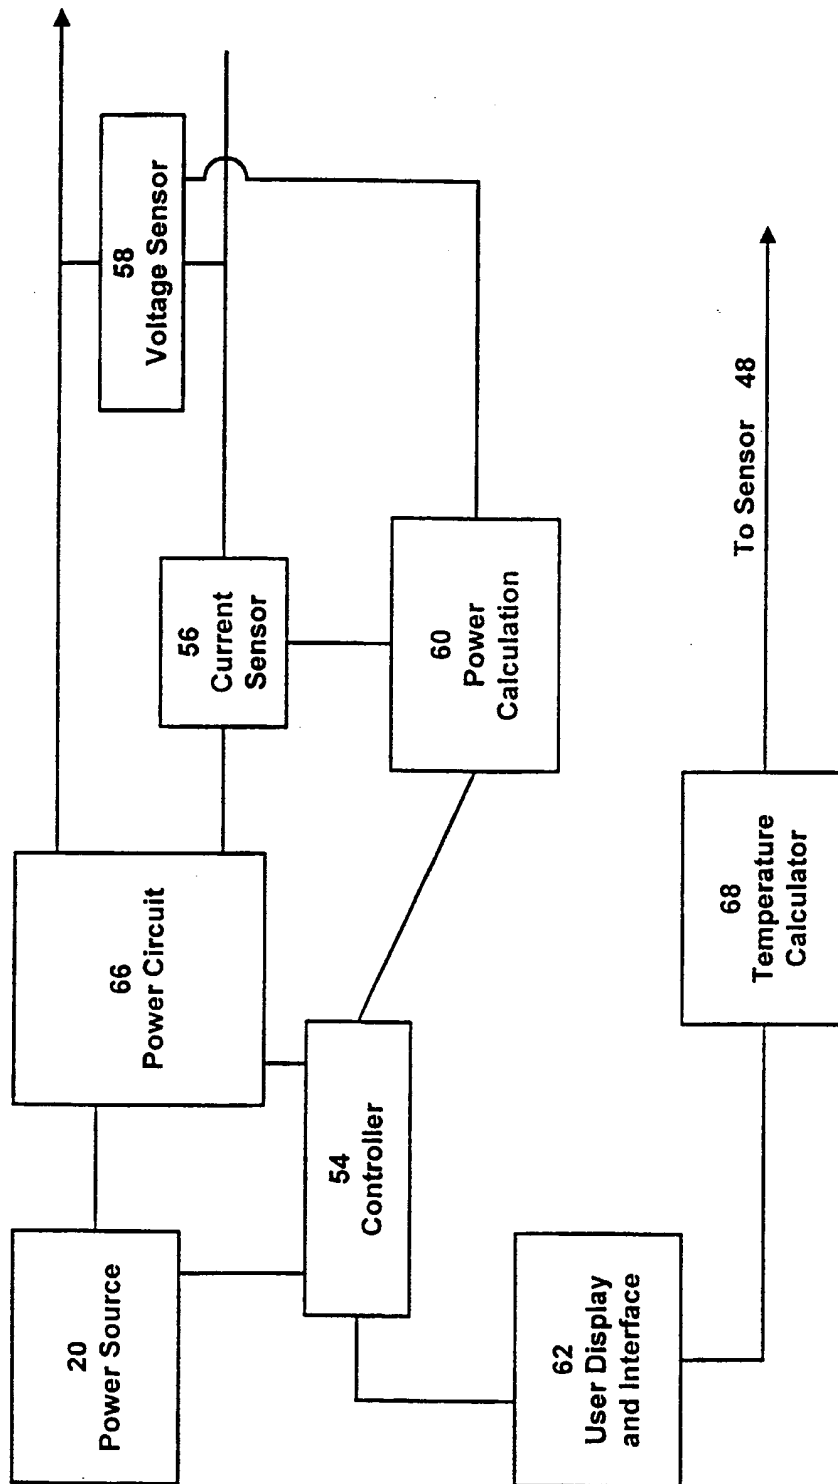 20
Power Source
66
Power Circuit
58
Voltage Sensor
56
Current
Sensor
54
Controller
60
Power
Calculation
62
User Display
and Interface
68
Temperature
Calculator
To Sensor 48